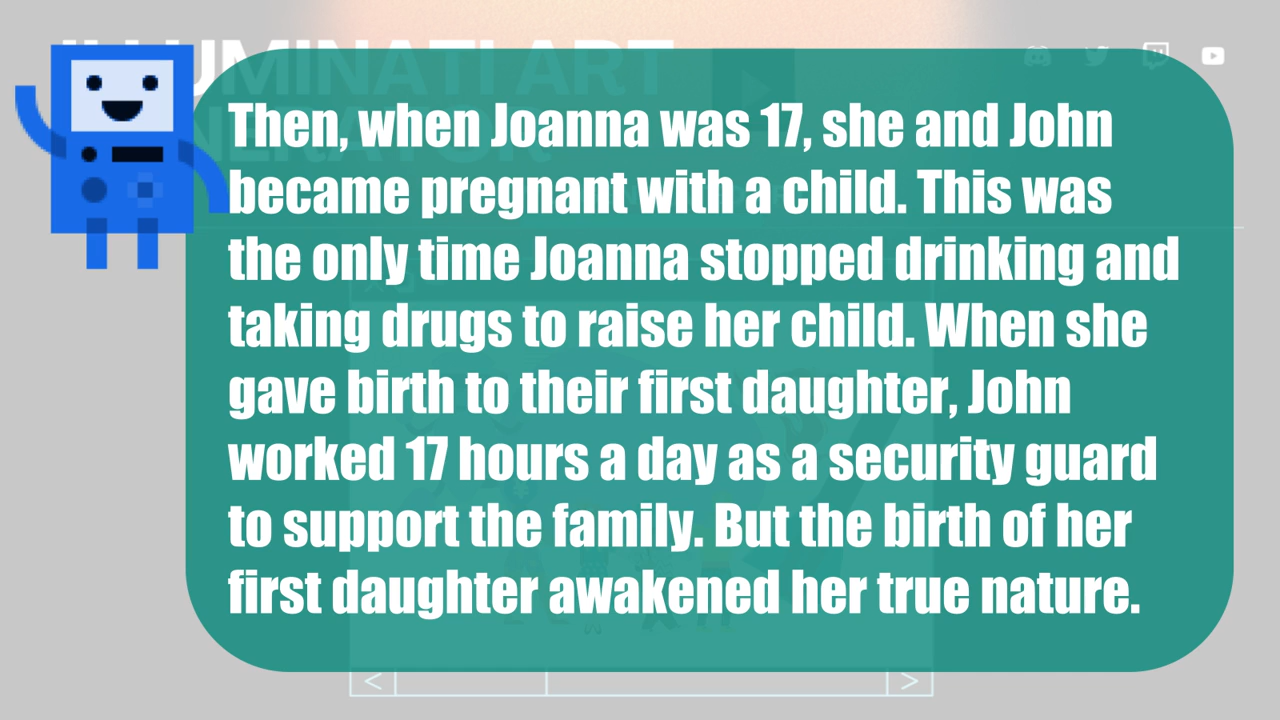 ILLUMINATI ART
Then, when Joanna was 17, she and John
became pregnant with a child. This was
the only time Joanna stopped drinking and
taking drugs to raise her child. When she
gave birth to their first daughter, John
worked 17 hours a day as a security guard
to support the family. But the birth of her
first daughter awakened her true nature.
< >